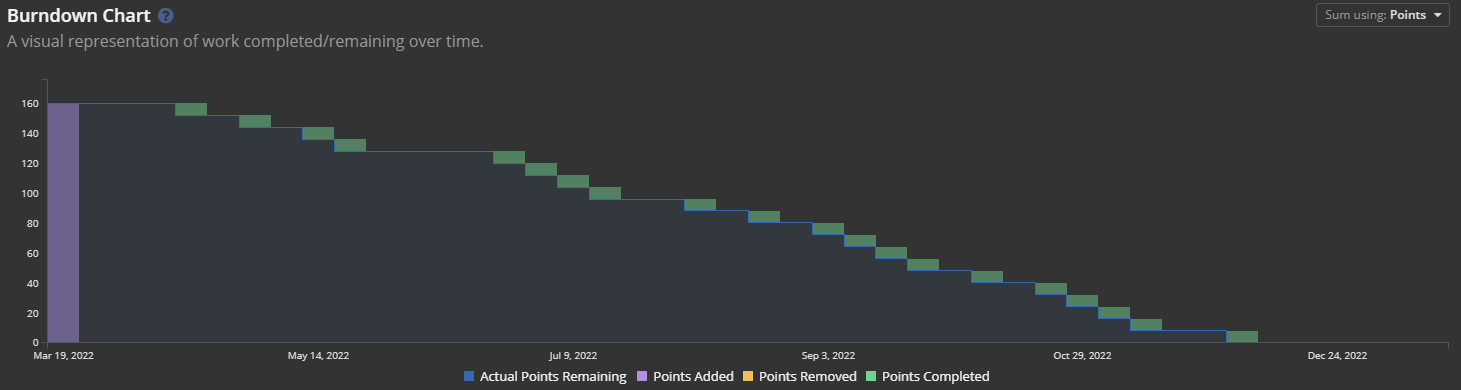 Burndown Chart ?
Sum using: Points
A visual representation of work completed/remaining over time.
160
140
120
100
80
60
40
20
0
Mar 19, 2022 May 14, 2022 Jul 9, 2022 Sep 3, 2022 Oct 29, 2022 Dec 24, 2022
Actual Points Remaining Points Added Points Removed Points Completed